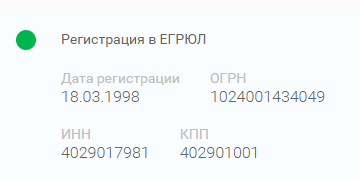 Регистрация в ЕГРЮЛ
Дата регистрации ОГРН
18.03.1998 1024001434049
ИНН КПП
4029017981 402901001